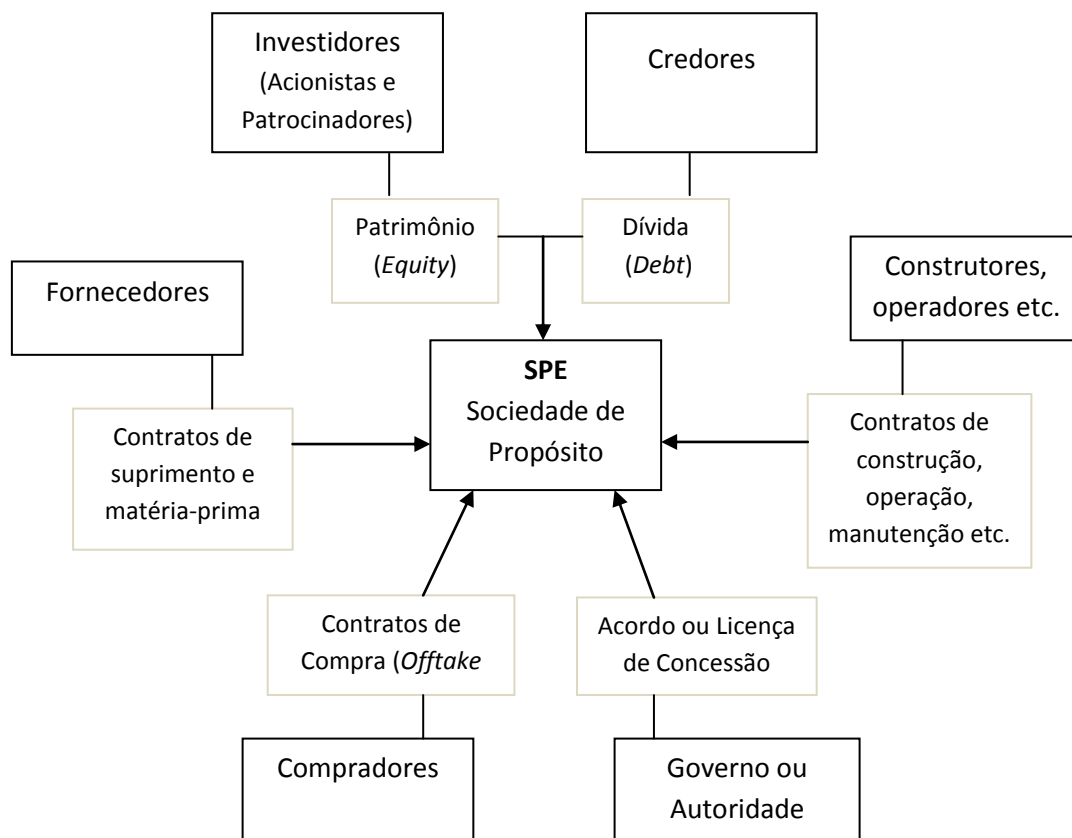 Investidores
(Acionistas e
Patrocinadores)
Credores
Patrimônio
(Equity)
Dívida
(Debt)
Fornecedores
Construtores,
operadores etc.
SPE
Sociedade de
Propósito
Contratos de
suprimento e
matéria-prima
Contratos de
construção,
operação,
manutenção etc.
Contratos de
Compra (Offtake
Acordo ou Licença
de Concessão
Compradores
Governo ou
Autoridade